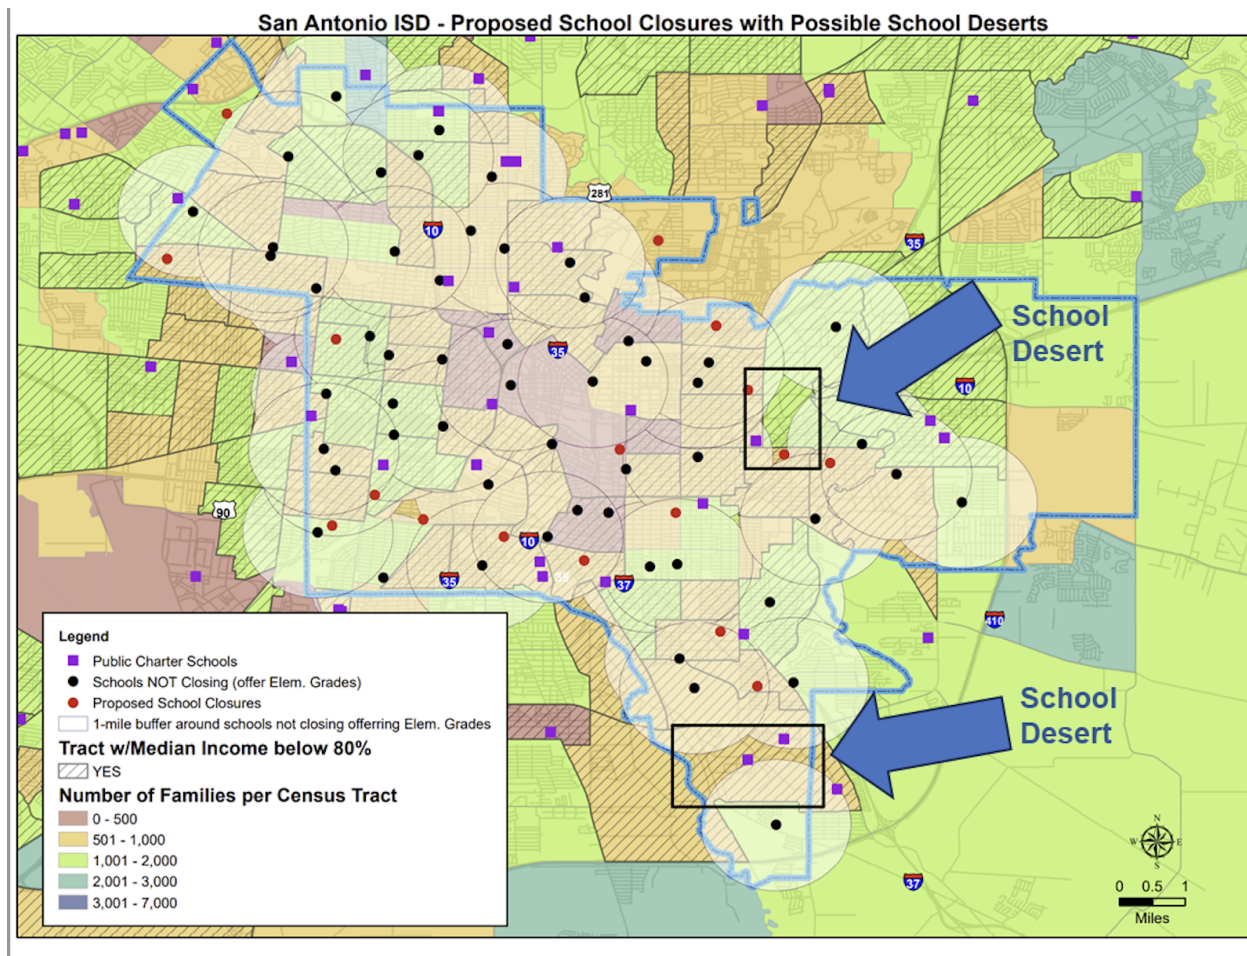 San Antonio ISD - Proposed School Closures with Possible School Deserts
281
10
35
School
Desert
35
10
90
10
35
35
37
410
School
Desert
Legend
Public Charter Schools
Schools NOT Closing (offer Elem. Grades)
Proposed School Closures
1-mile buffer around schools not closing offerring Elem. Grades
Tract w/Median Income below 80%
YES
Number of Families per Census Tract
0 - 500
501 - 1,000
1,001 - 2,000
2,001 - 3,000
3,001 - 7,000
N
W
E
S
37
0 0.5 1
Miles